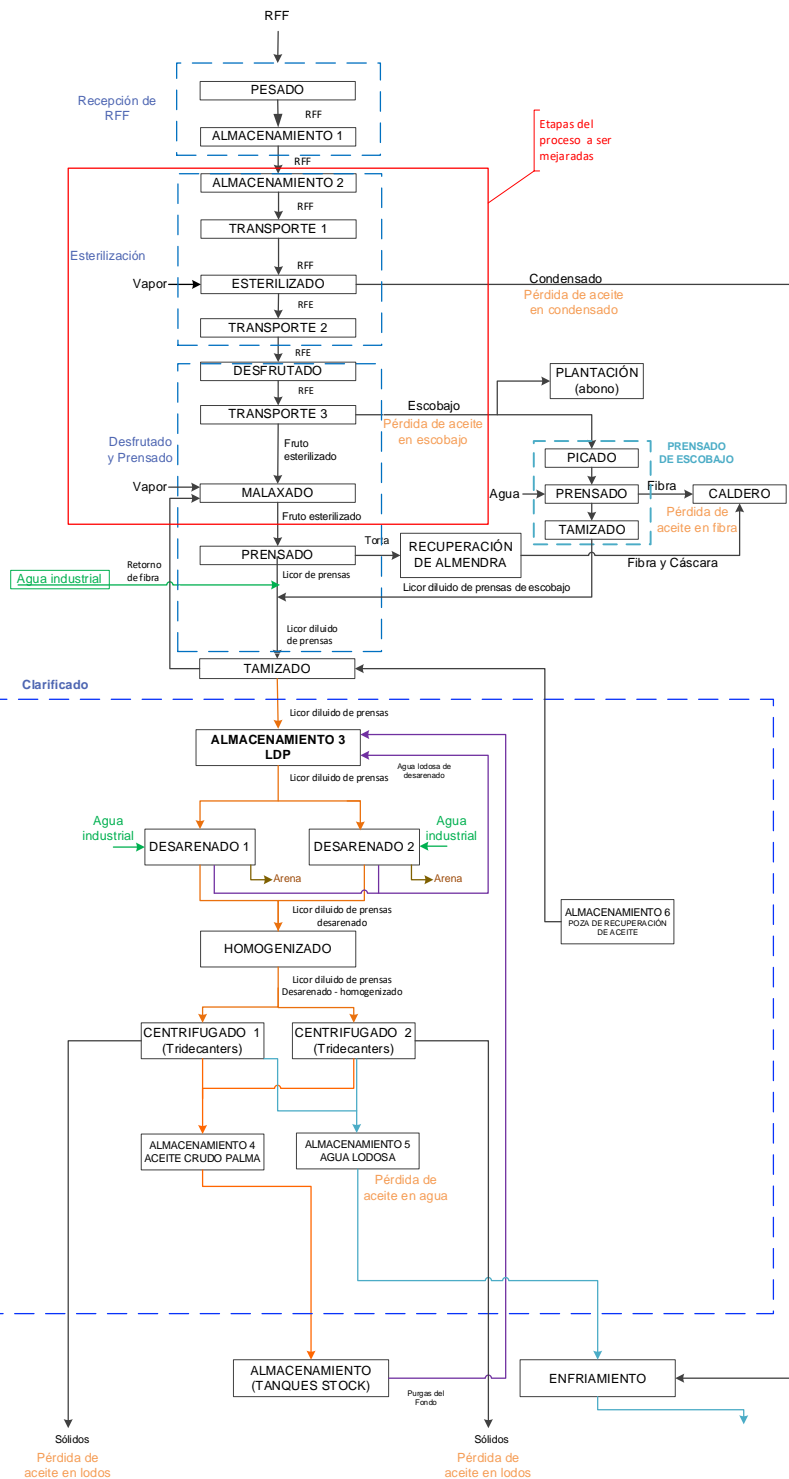 RFF
Recepción de
RFF
PESADO
RFF
ALMACENAMIENTO 1
RFF
Etapas del
proceso a ser
mejaradas
ALMACENAMIENTO 2
RFF
TRANSPORTE 1
Esterilización
RFF
Vapor
ESTERILIZADO
Condensado
Pérdida de aceite
en condensado
RFE
TRANSPORTE 2
RFE
DESFRUTADO
RFE
PLANTACIÓN
(abono)
TRANSPORTE 3
Escobajo
Pérdida de aceite
en escobajo
Desfrutado
y Prensado
Fruto
esterilizado
PRENSADO
DE ESCOBAJO
PICADO
Vapor
MALAXADO
Agua
PRENSADO
Fibra
CALDERO
Pérdida de
aceite en fibra
Fruto esterilizado
TAMIZADO
PRENSADO
Torta
RECUPERACIÓN
DE ALMENDRA
Fibra y Cáscara
Retorno
de fibra
Licor de prensas
Agua industrial
Licor diluido de prensas de escobajo
Licor diluido
de prensas
TAMIZADO
Clarificado
Licor diluido de prensas
ALMACENAMIENTO 3
LDP
Agua lodosa de
desarenado
Licor diluido de prensas
Agua
industrial
Agua
industrial
DESARENADO 1
DESARENADO 2
Arena
Arena
Licor diluido de prensas
desarenado
ALMACENAMIENTO 6
POZA DE RECUPERACIÓN
DE ACEITE
HOMOGENIZADO
Licor diluido de prensas
Desarenado - homogenizado
CENTRIFUGADO 1
(Tridecanters)
CENTRIFUGADO 2
(Tridecanters)
ALMACENAMIENTO 4
ACEITE CRUDO PALMA
ALMACENAMIENTO 5
AGUA LODOSA
Pérdida de
aceite en agua
ALMACENAMIENTO
(TANQUES STOCK)
Purgas del
Fondo
ENFRIAMIENTO
Sólidos
Pérdida de
aceite en lodos
Sólidos
Pérdida de
aceite en lodos